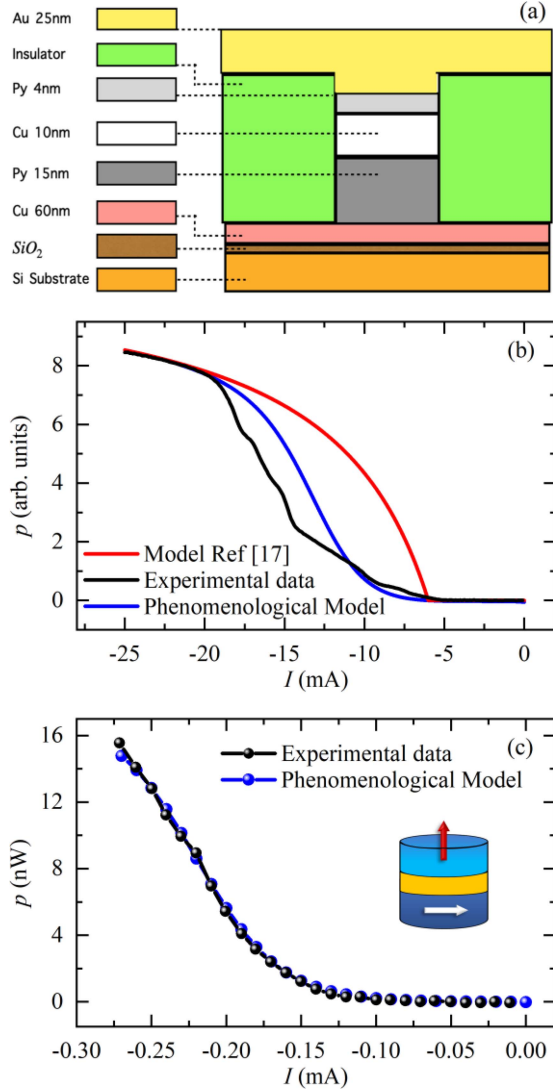 (a)
Au 25nm
Insulator
Py 4nm
Cu 10nm
Py 15nm
Cu 60nm
SiO2
Si Substrate
(b)
p (arb. units)
8
6
4
2
0
Model Ref [17]
Experimental data
Phenomenological Model
-25 -20 -15 -10 -5 0
I (mA)
(c)
p (nW)
16
12
8
4
0
Experimental data
Phenomenological Model
-0.30 -0.25 -0.20 -0.15 -0.10 -0.05 0.00
I (mA)